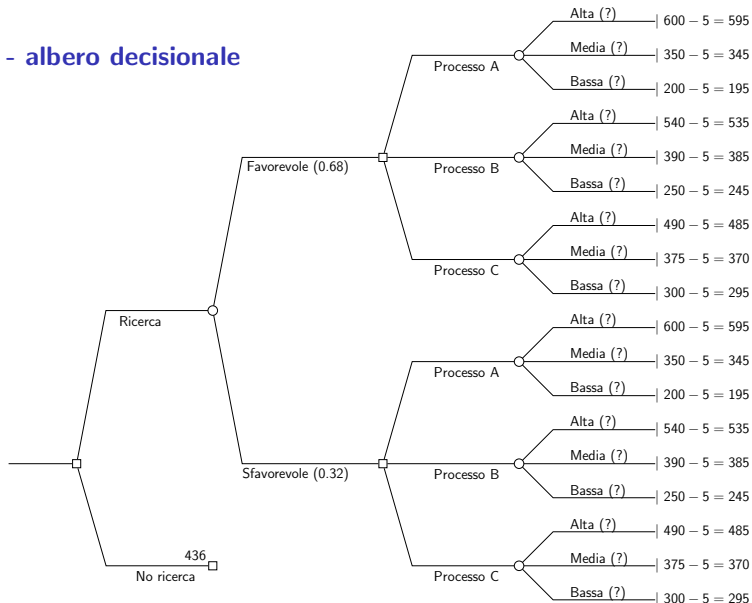 - albero decisionale
Alta (?) | 600 − 5 = 595
Media (?) | 350 − 5 = 345
Processo A
Bassa (?) | 200 − 5 = 195
Alta (?) | 540 − 5 = 535
Favorevole (0.68)
Media (?) | 390 − 5 = 385
Processo B
Bassa (?) | 250 − 5 = 245
Alta (?) | 490 − 5 = 485
Media (?) | 375 − 5 = 370
Processo C
Bassa (?) | 300 − 5 = 295
Ricerca
Alta (?) | 600 − 5 = 595
Media (?) | 350 − 5 = 345
Processo A
Bassa (?) | 200 − 5 = 195
Alta (?) | 540 − 5 = 535
Sfavorevole (0.32)
Media (?) | 390 − 5 = 385
Processo B
Bassa (?) | 250 − 5 = 245
Alta (?) | 490 − 5 = 485
436
No ricerca
Media (?) | 375 − 5 = 370
Processo C
Bassa (?) | 300 − 5 = 295